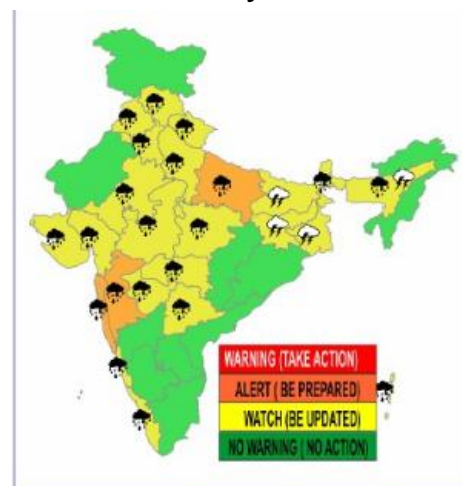 WARNING (TAKE ACTION)
ALERT ( BE PREPARED)
WATCH (BE UPDATED)
NO WARNING ( NO ACTION)